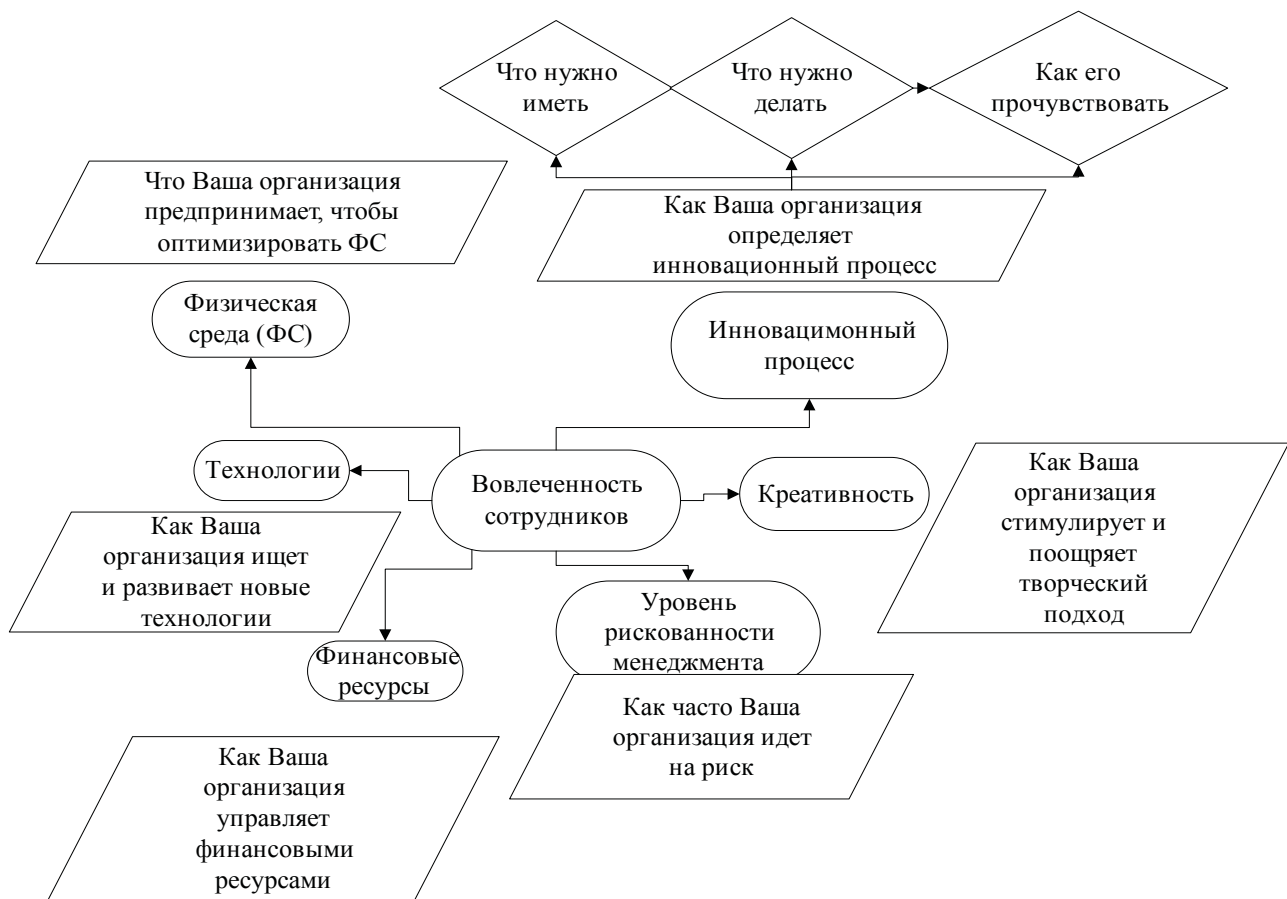 Что нужно
иметь
Что нужно
делать
Как его
прочувствовать
Что Ваша организация
предпринимает, чтобы
оптимизировать ФС
Как Ваша организация
определяет
инновационный процесс
Физическая
среда (ФС)
Инновацимонный
процесс
Технологии
Вовлеченность
сотрудников
Креативность
Как Ваша
организация
стимулирует и
поощряет
творческий
подход
Как Ваша
организация ищет
и развивает новые
технологии
Уровень
рискованности
менеджмента
Финансовые
ресурсы
Как часто Ваша
организация идет
на риск
Как Ваша
организация
управляет
финансовыми
ресурсами